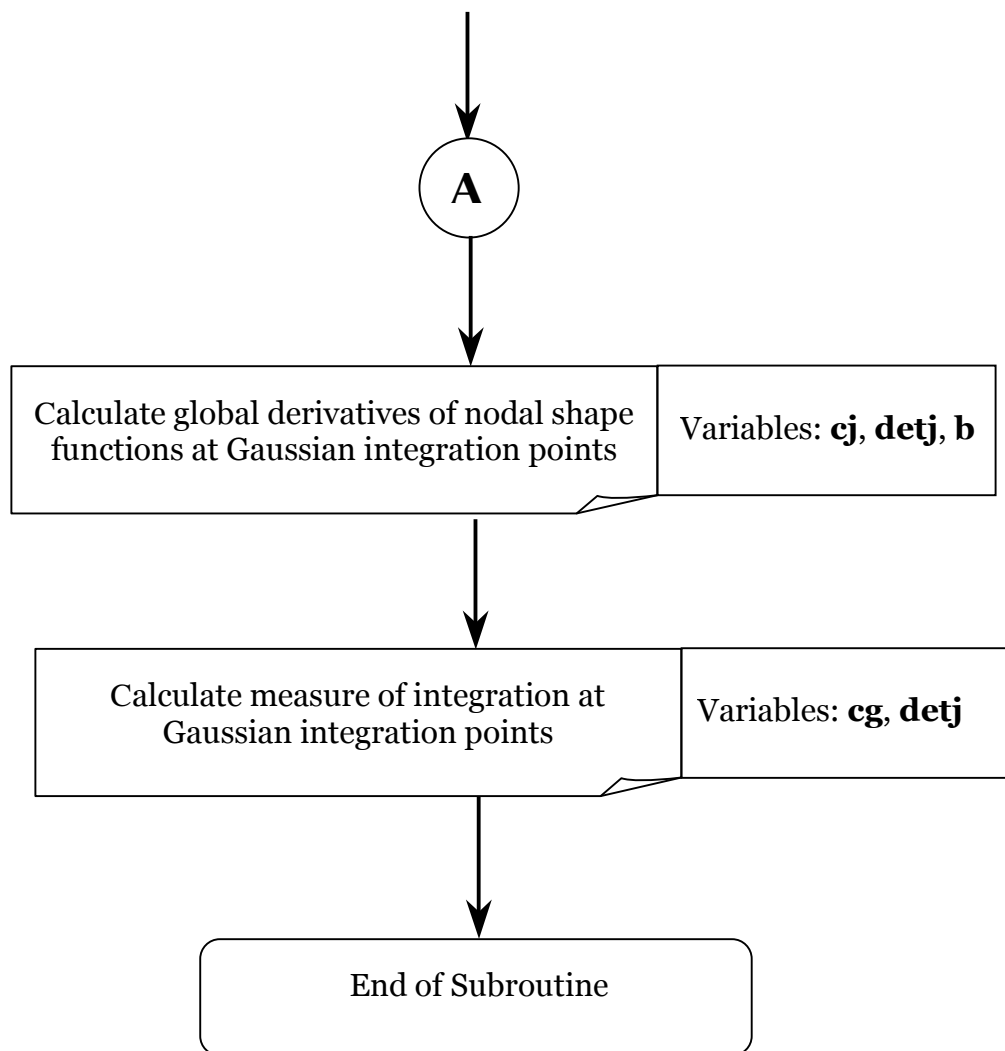 A
Calculate global derivatives of nodal shape
functions at Gaussian integration points
Variables: cj, detj, b
Calculate measure of integration at
Gaussian integration points
Variables: cg, detj
End of Subroutine